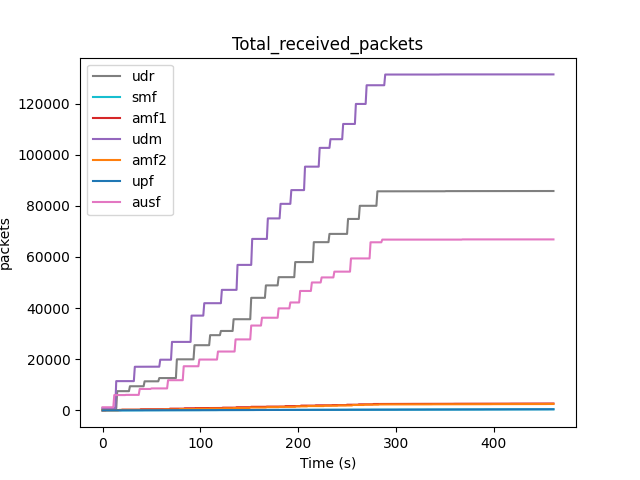 Total_received_packets
udr
smf
amf1
udm
amf2
upf
ausf
120000
100000
80000
60000
40000
20000
0
packets
0 100 200 300 400
Time (s)